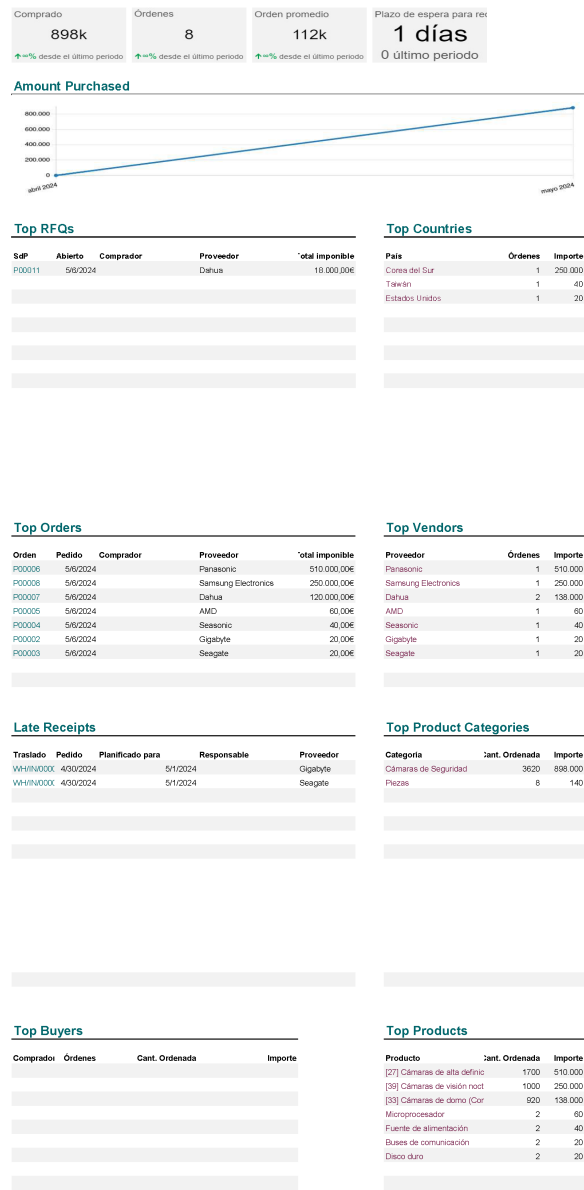 Comprado Órdenes Orden promedio Plazo de espera para
898k 8 112k 1 días
↑∞% desde el último periodo ↑∞% desde el último periodo ↑∞% desde el último periodo 0 último periodo
Amount Purchased
800.000
600.000
400.000
200.000
0
abril 2024 mayo 2024
Top RFQs
SdP Abierto Comprador Proveedor otal imponible
P00011 5/6/2024 Dahua 18.000,00€
Top Countries
País Órdenes Importe
Corea del Sur 1 250.000
Taiwán 1 40
Estados Unidos 1 20
Top Orders
Orden Pedido Comprador Proveedor otal imponible
P00006 5/6/2024 Panasonic 510.000,00€
P00008 5/6/2024 Samsung Electronics 250.000,00€
P00007 5/6/2024 Dahua 120.000,00€
P00005 5/6/2024 AMD 60,00€
P00004 5/6/2024 Seasonic 40,00€
P00002 5/6/2024 Gigabyte 20,00€
P00003 5/6/2024 Seagate 20,00€
Top Vendors
Proveedor Órdenes Importe
Panasonic 1 510.000
Samsung Electronics 1 250.000
Dahua 2 138.000
AMD 1 60
Seasonic 1 40
Gigabyte 1 20
Seagate 1 20
Late Receipts
Traslado Pedido Planificado para Responsable Proveedor
WH/IN/000 4/30/2024 5/1/2024 Gigabyte
WH/IN/000 4/30/2024 5/1/2024 Seagate
Top Product Categories
Categoría Cant. Ordenada Importe
Cámaras de Seguridad 3620 898.000
Piezas 8 140
Top Buyers
Comprador Órdenes Cant. Ordenada Importe
Top Products
Producto Cant. Ordenada Importe
[27] Cámaras de alta definic 1700 510.000
[39] Cámaras de visión noct 1000 250.000
[33] Cámaras de domo (Cor 920 138.000
Microprocesador 2 60
Fuente de alimentación 2 40
Buses de comunicación 2 20
Disco duro 2 20